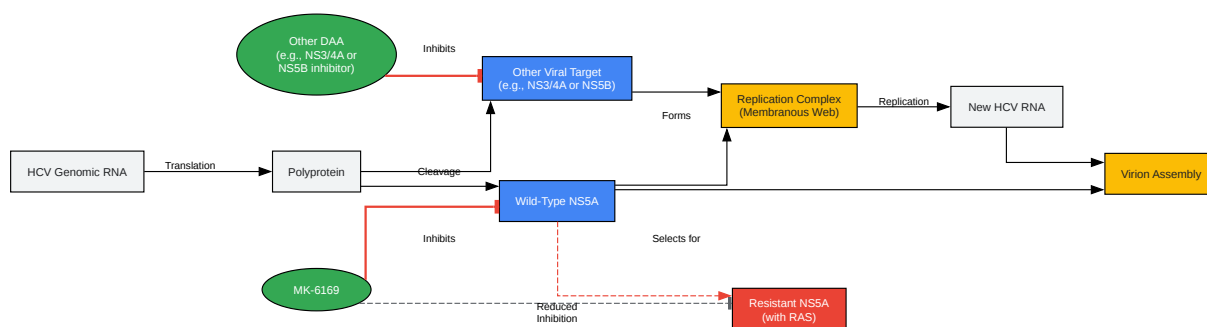 Other DAA
(e.g., NS3/4A or
NS5B inhibitor)
Inhibits
Other Viral Target
(e.g., NS3/4A or NS5B)
Forms
Replication Complex
(Membranous Web)
Replication
New HCV RNA
HCV Genomic RNA
Translation
Polyprotein
Cleavage
Wild-Type NS5A
Virion Assembly
Inhibits
Selects for
MK-6169
Reduced
Inhibition
Resistant NS5A
(with RAS)